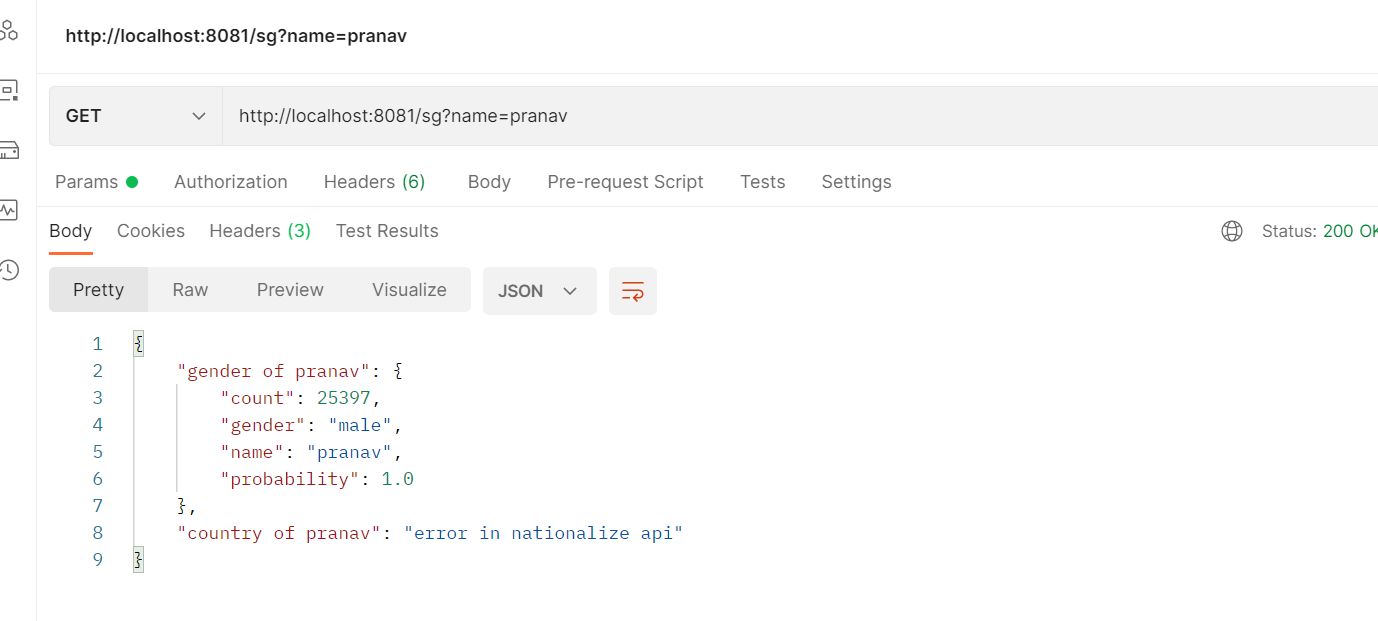 http://localhost:8081/sg?name=pranav
GET http://localhost:8081/sg?name=pranav
Params Authorization Headers (6) Body Pre-request Script Tests Settings
Body Cookies Headers (3) Test Results Status: 200 OK
Pretty Raw Preview Visualize JSON
1 {
2 "gender of pranav": {
3 "count": 25397,
4 "gender": "male",
5 "name": "pranav",
6 "probability": 1.0
7 },
8 "country of pranav": "error in nationalize api"
9 }